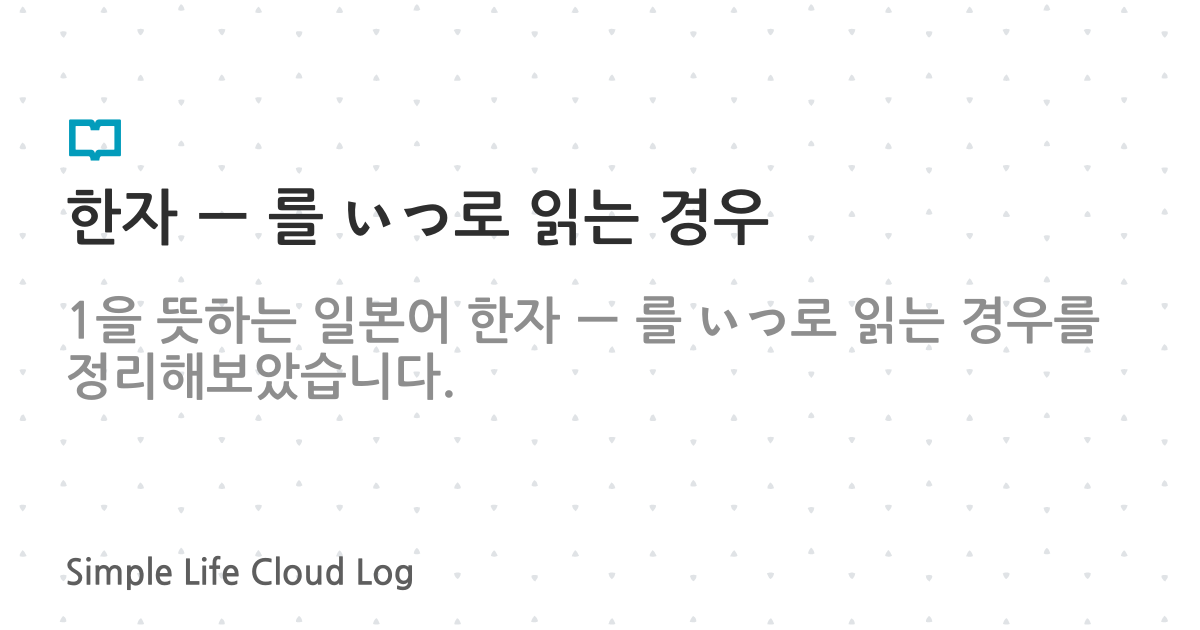 한자 一 를 いっ로 읽는 경우
1을 뜻하는 일본어 한자 一 를 いっ로 읽는 경우를
정리해보았습니다.
Simple Life Cloud Log